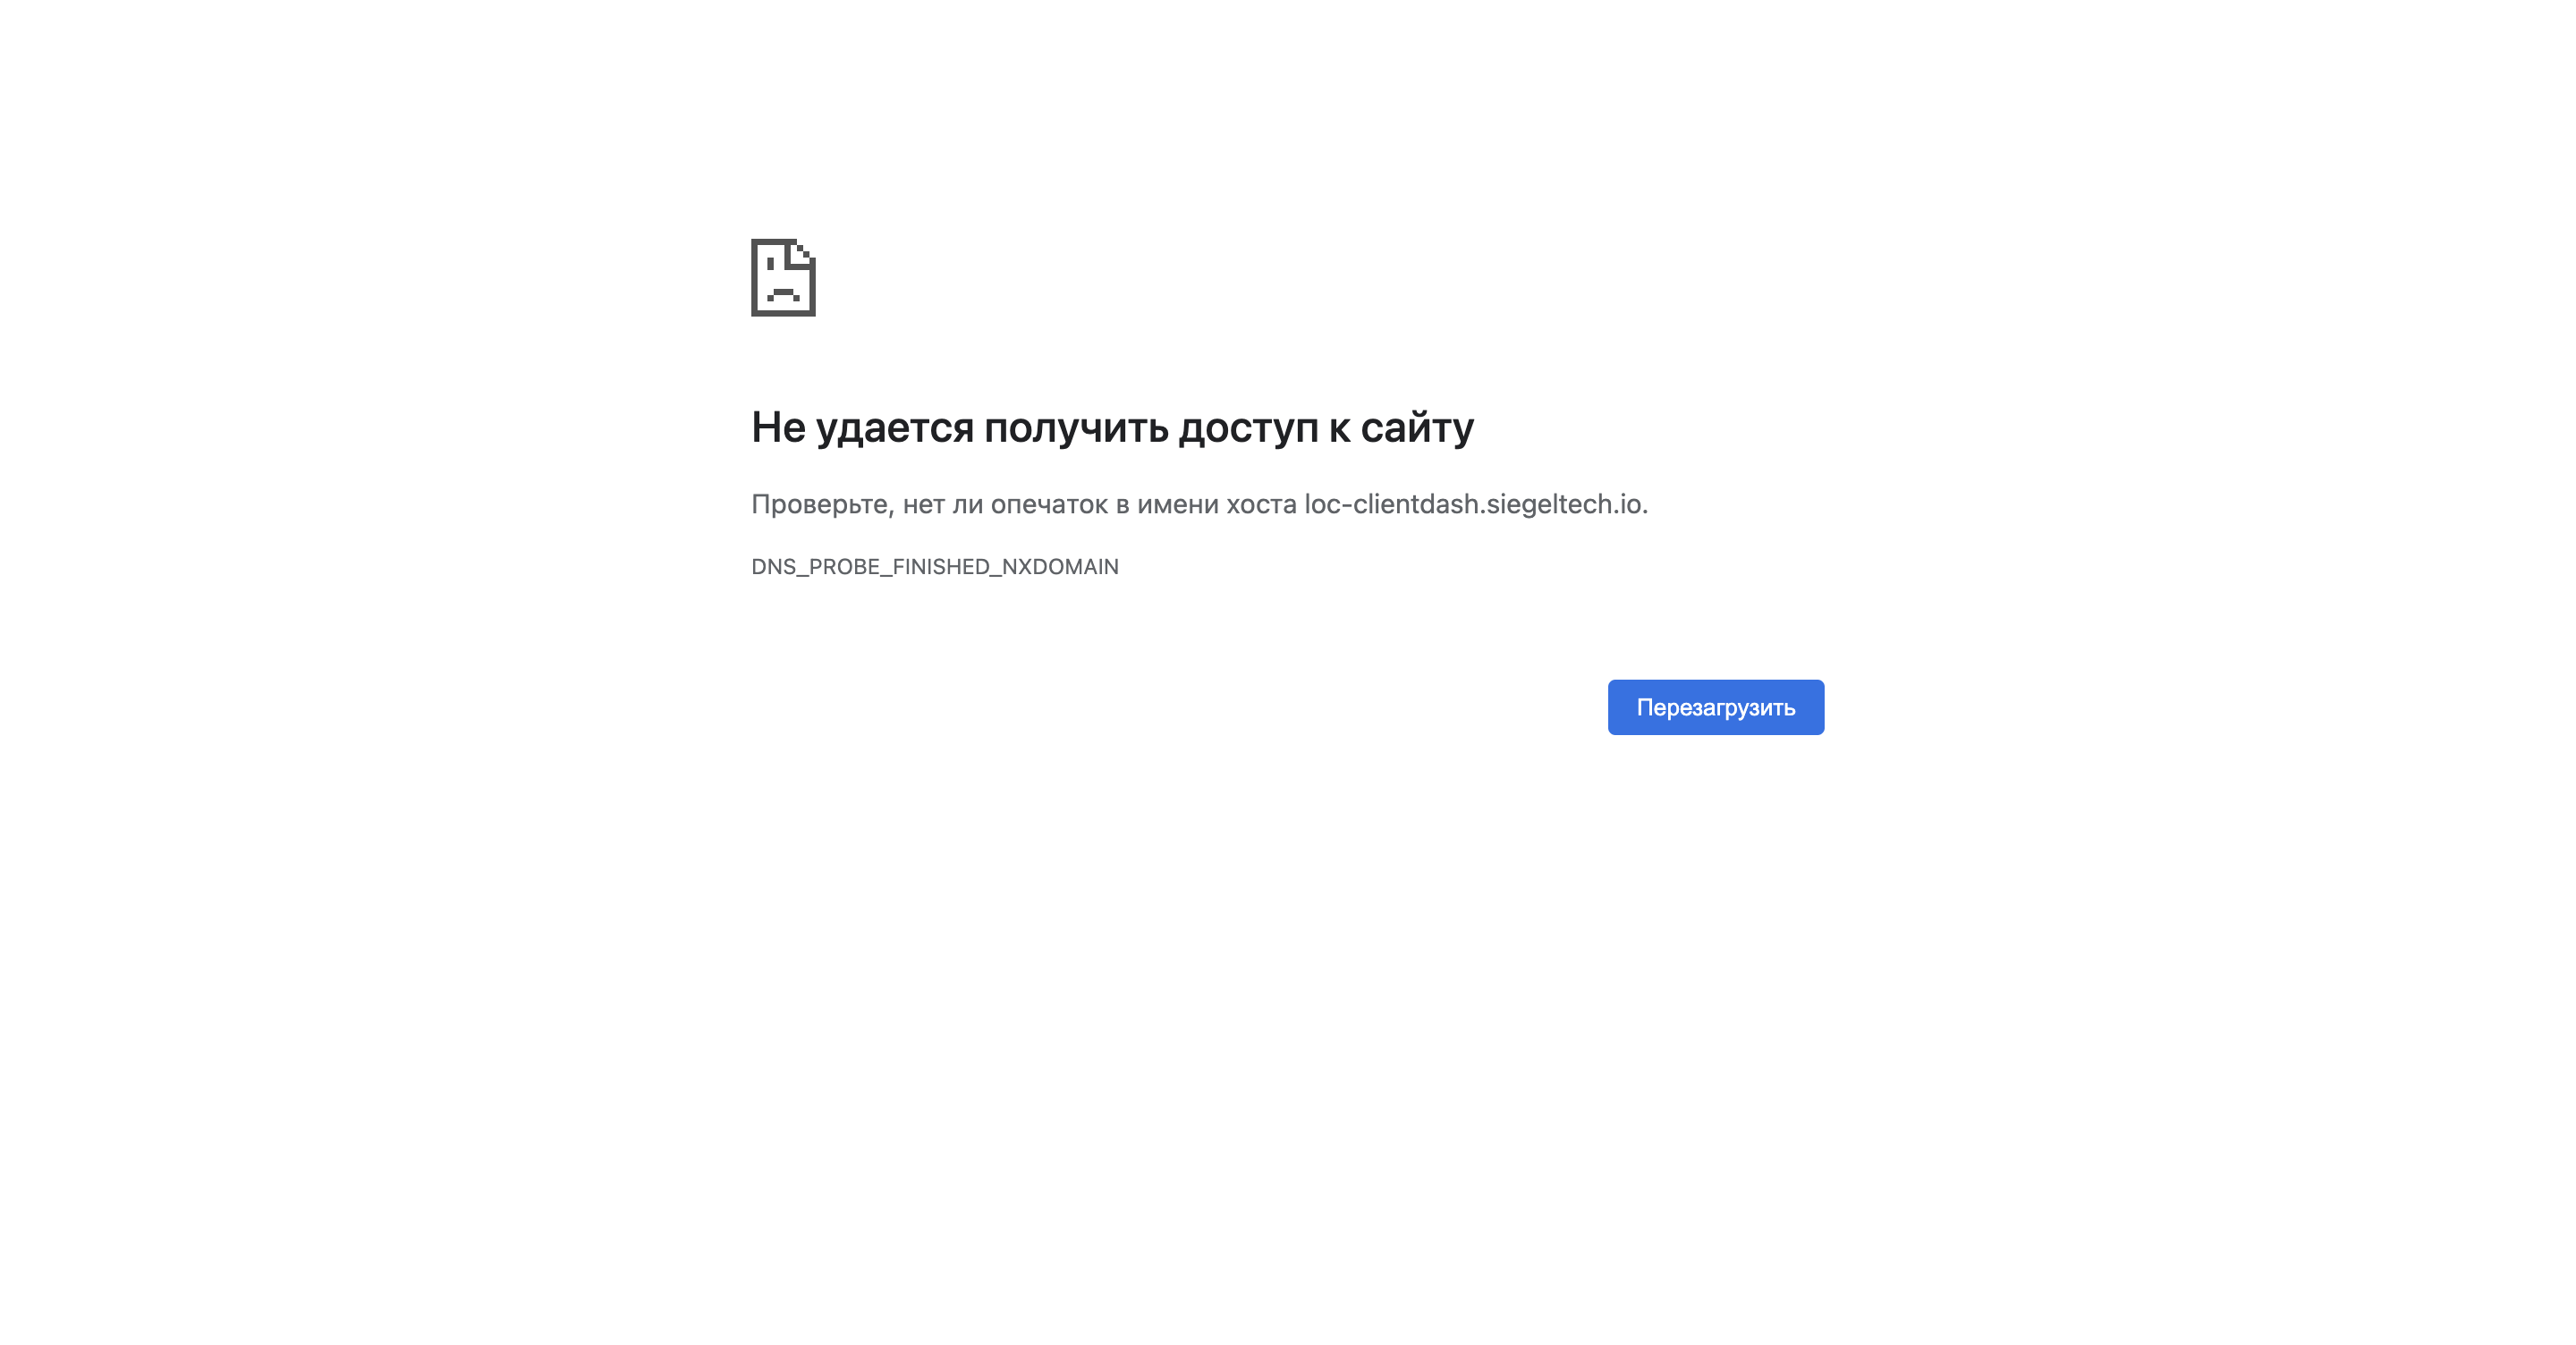 Не удается получить доступ к сайту
Проверьте, нет ли опечаток в имени хоста loc-clientdash.siegeltech.io.
DNS_PROBE_FINISHED_NXDOMAIN
Перезагрузить